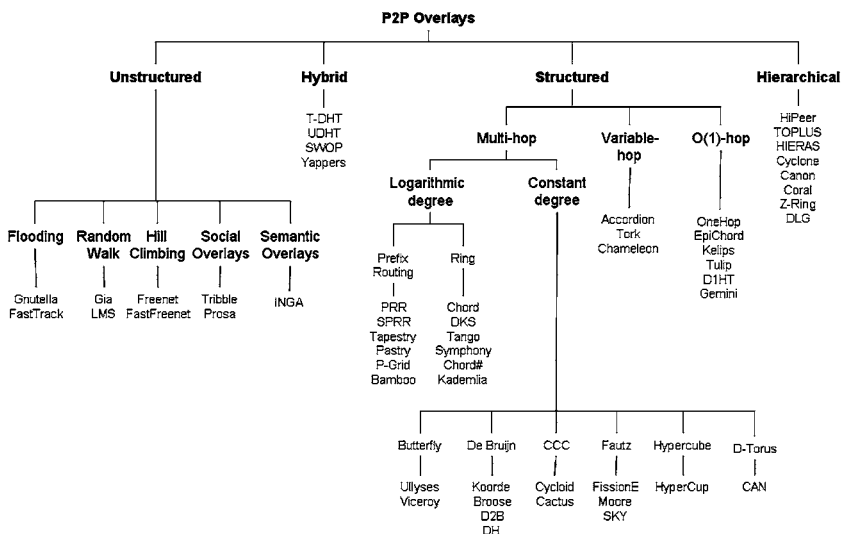 P2P Overlays
Unstructured Hybrid Structured Hierarchical
T-DHT
UDHT
SWOP
Yappers
HiPeer
TOPLUS
HIERAS
Cyclone
Canon
Coral
Z-Ring
DLG
Multi-hop
Variable-
hop
O(1)-hop
Logarithmic
degree
Constant
degree
Accordion
Tork
Chameleon
OneHop
EpiChord
Kelips
Tulip
D1HT
Gemini
Flooding
Random
Walk
Hill
Climbing
Social
Overlays
Semantic
Overlays
Gnutella
FastTrack
Gia
LMS
Freenet
FastFreenet
Tribble
Prosa
INGA
Prefix
Routing
Ring
PRR
SPRR
Tapestry
Pastry
P-Grid
Bamboo
Chord
DKS
Tango
Symphony
Chord#
Kademlia
Butterfly De Bruijn CCC Fautz Hypercube D-Torus
Ullyses
Viceroy
Koorde
Broose
D2B
DH
Cycloid
Cactus
FissionE
Moore
SKY
HyperCup
CAN